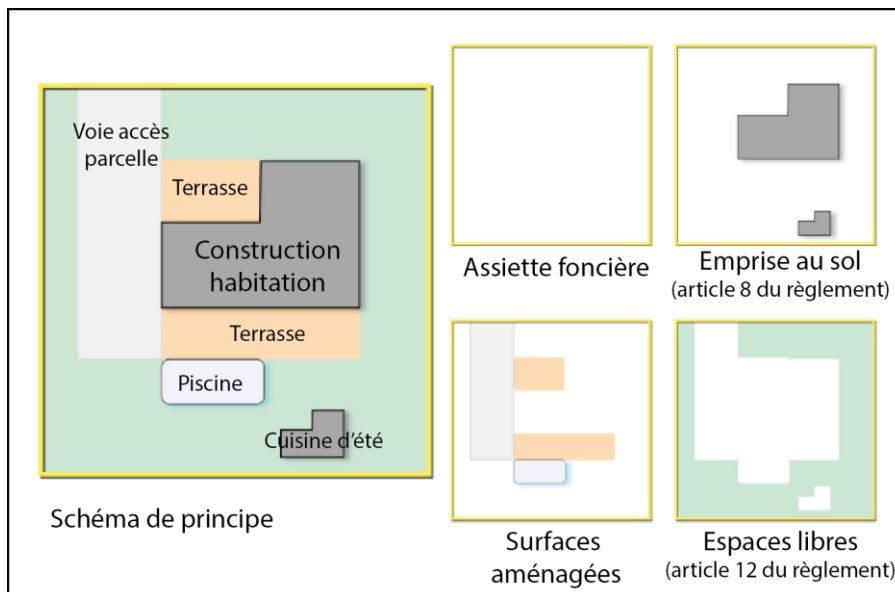 Voie accès
parcelle
Terrasse
Construction
habitation
Terrasse
Piscine
Cuisine d'été
Schéma de principe
Assiette foncière
Emprise au sol
(article 8 du règlement)
Surfaces
aménagées
Espaces libres
(article 12 du règlement)